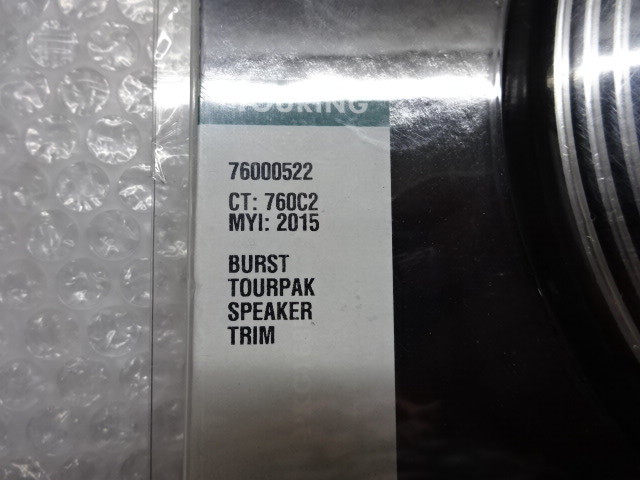 TOURING
76000522
CT: 760C2
MYI: 2015
BURST
TOURPAK
SPEAKER
TRIM